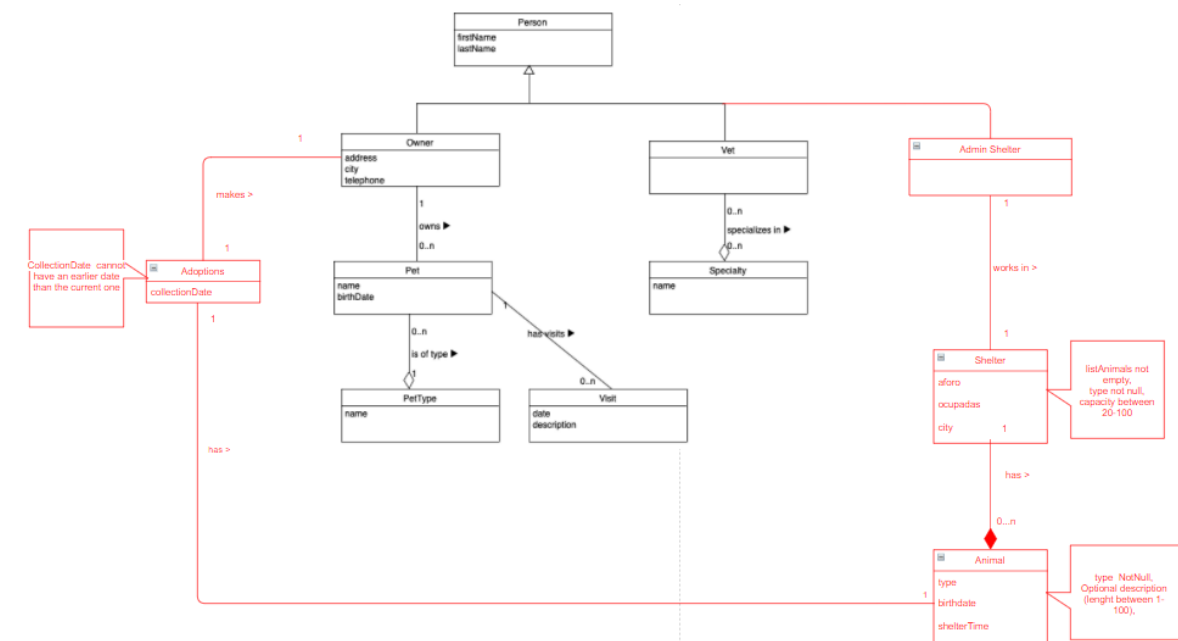 Person
firstName
lastName
1
Owner
address
city
telephone
Vet
Admin Shelter
makes >
1
owns ▶
0..n
0..n
specializes in ▶
0..n
1
CollectionDate cannot
have an earlier date
than the current one
1
Adoptions
collectionDate
1
Pet
name
birthDate
Specialty
name
works in >
1
has visits ▶
0..n
0..n
is of type ▶
1
1
Shelter
aforo
ocupadas
city
1
listAnimals not
empty,
type not null,
capacity between
20-100
PetType
name
Visit
date
description
has >
has >
0...n
Animal
type
birthdate
shelterTime
1
type NotNull,
Optional description
(lenght between 1-
100),